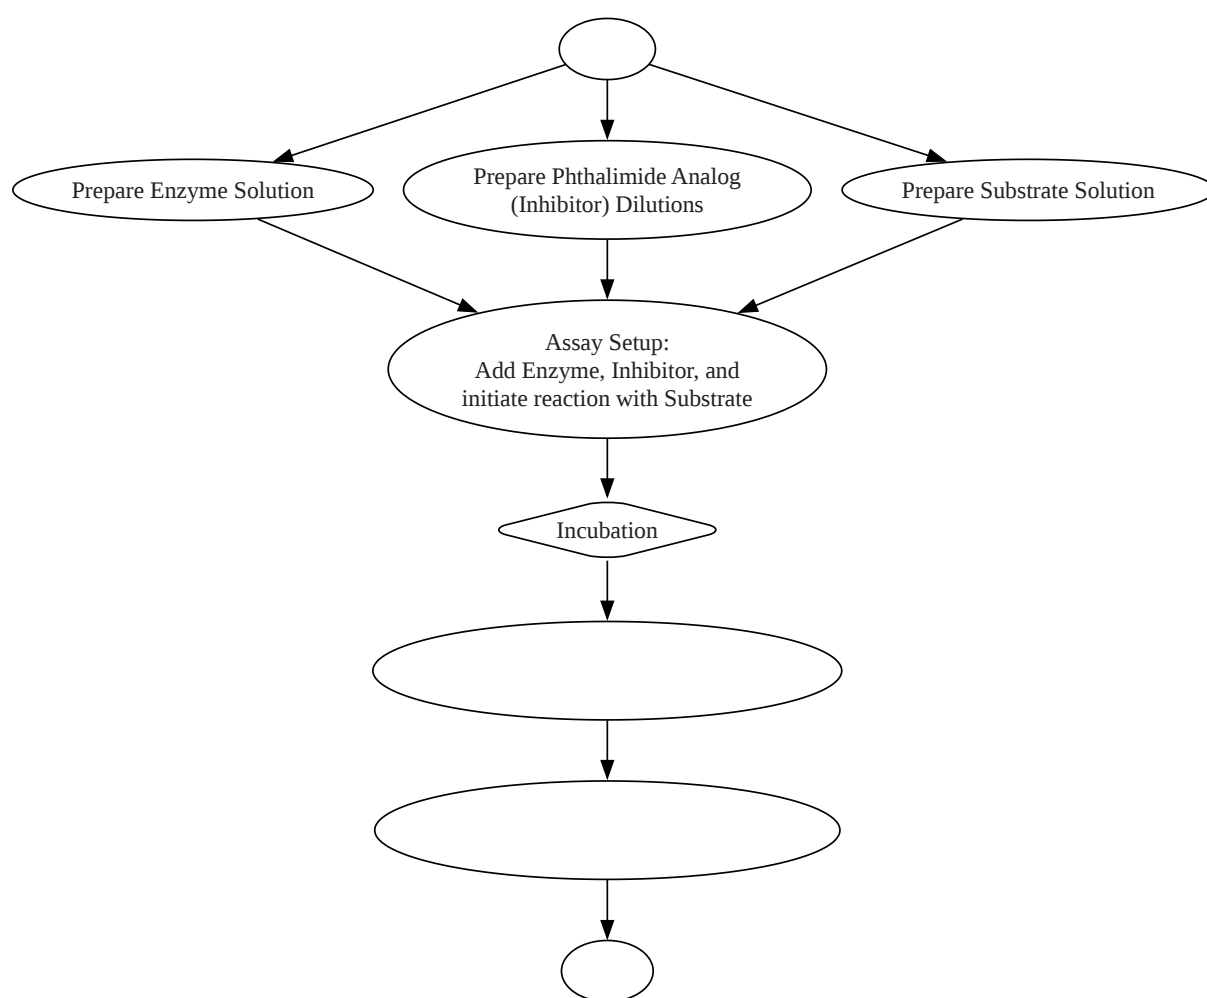 Prepare Enzyme Solution
Prepare Phthalimide Analog
(Inhibitor) Dilutions
Prepare Substrate Solution
Assay Setup:
Add Enzyme, Inhibitor, and
initiate reaction with Substrate
Incubation